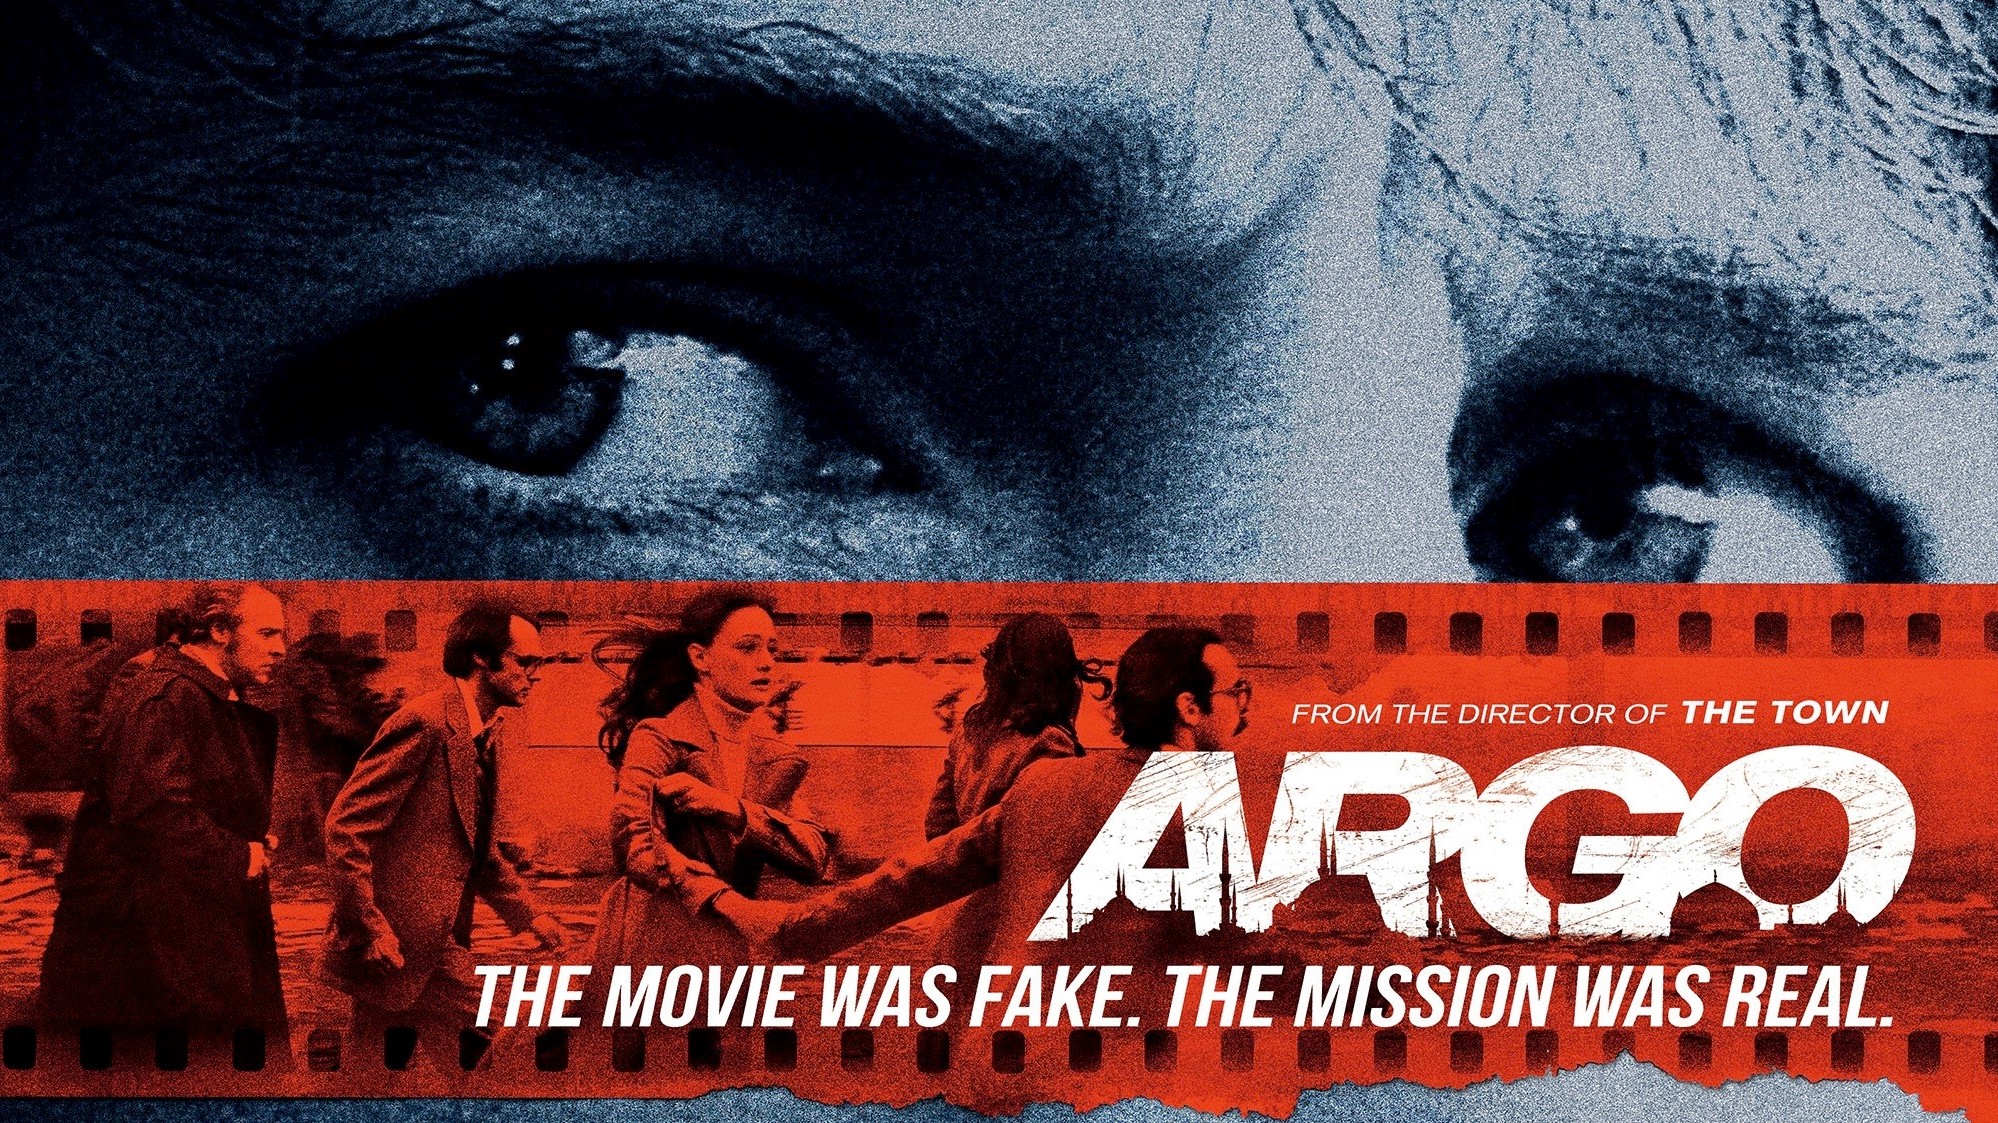 FROM THE DIRECTOR OF THE TOWN
ARGO
THE MOVIE WAS FAKE. THE MISSION WAS REAL.